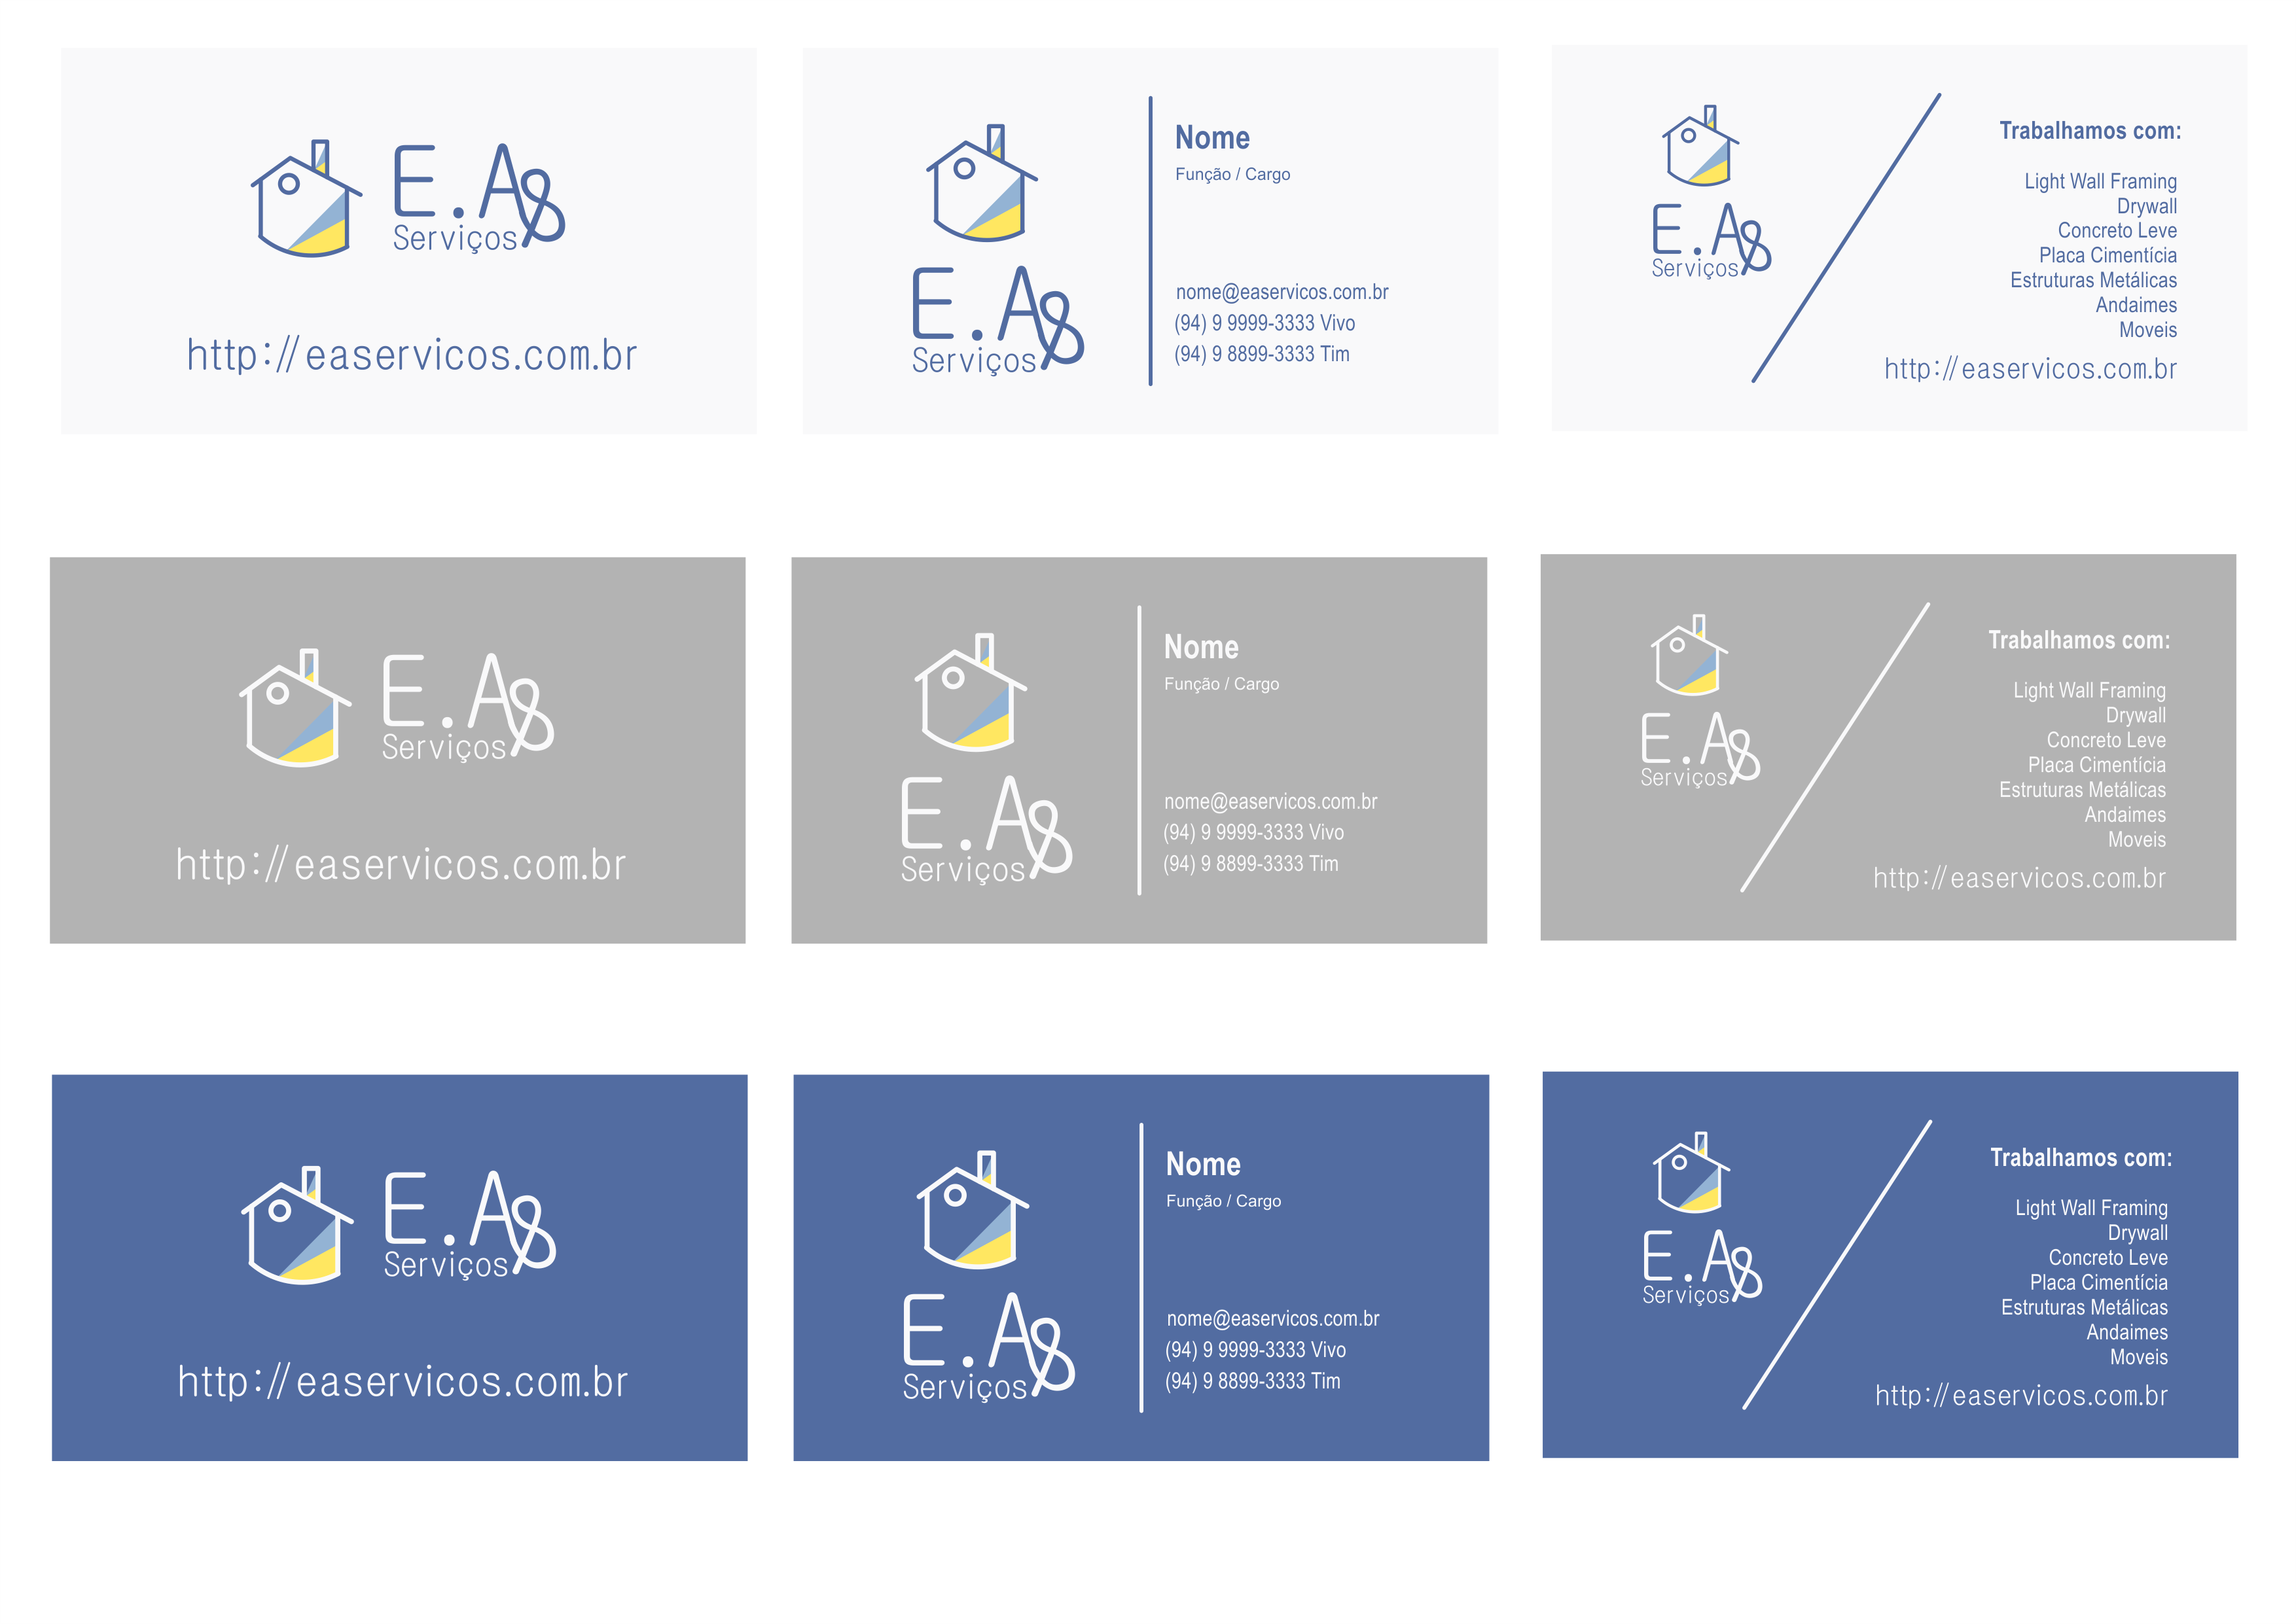 E.A&
Serviços
http://easervicos.com.br
E.A&
Serviços
Nome
Função / Cargo
nome@easervicos.com.br
(94) 9 9999-3333 Vivo
(94) 9 8899-3333 Tim
E.A&
Serviços
Trabalhamos com:
Light Wall Framing
Drywall
Concreto Leve
Placa Cimentícia
Estruturas Metálicas
Andaimes
Moveis
http://easervicos.com.br
E.A&
Serviços
http://easervicos.com.br
E.A&
Serviços
Nome
Função / Cargo
nome@easervicos.com.br
(94) 9 9999-3333 Vivo
(94) 9 8899-3333 Tim
E.A&
Serviços
Trabalhamos com:
Light Wall Framing
Drywall
Concreto Leve
Placa Cimentícia
Estruturas Metálicas
Andaimes
Moveis
http://easervicos.com.br
E.A&
Serviços
http://easervicos.com.br
E.A&
Serviços
Nome
Função / Cargo
nome@easervicos.com.br
(94) 9 9999-3333 Vivo
(94) 9 8899-3333 Tim
E.A&
Serviços
Trabalhamos com:
Light Wall Framing
Drywall
Concreto Leve
Placa Cimentícia
Estruturas Metálicas
Andaimes
Moveis
http://easervicos.com.br